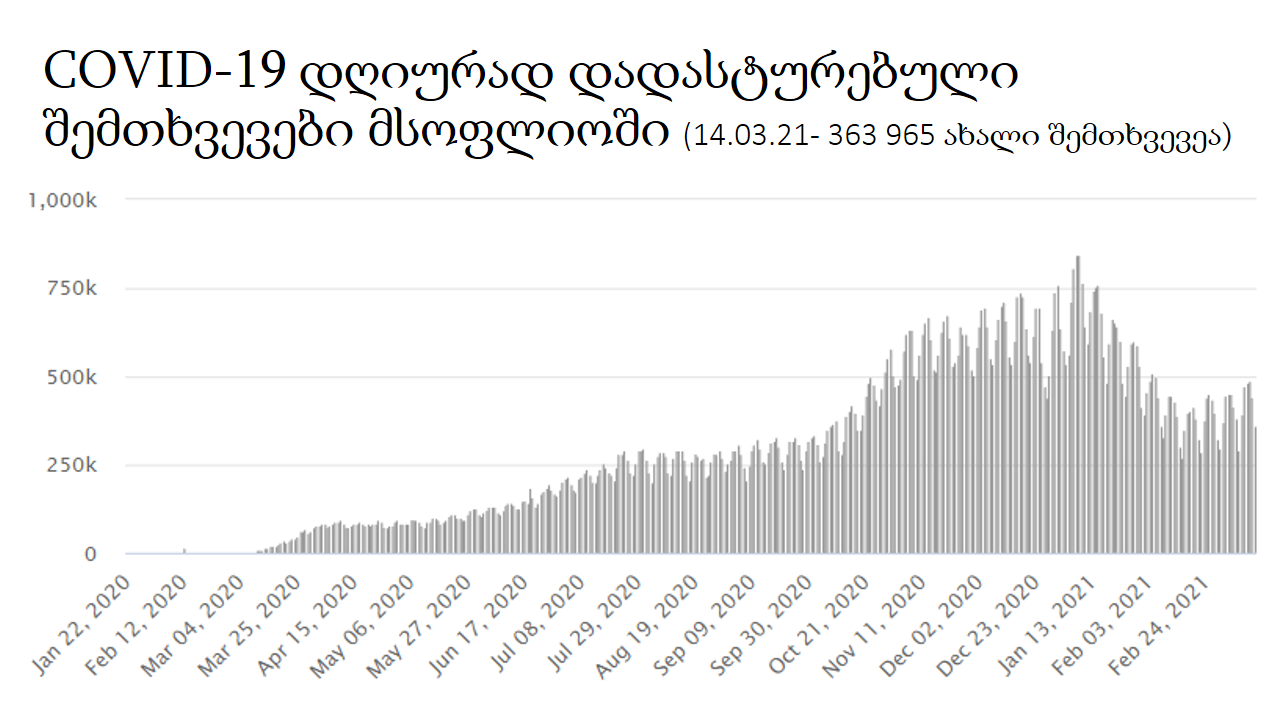 COVID-19 დღიურად დადასტურებული
შემთხვევები მსოფლიოში (14.03.21- 363 965 ახალი შემთხვევეა)
1,000k
750k
500k
250k
0
Jan 22, 2020
Feb 12, 2020
Mar 04, 2020
Mar 25, 2020
Apr 15, 2020
May 06, 2020
May 27, 2020
Jun 17, 2020
Jul 08, 2020
Jul 29, 2020
Aug 19, 2020
Sep 09, 2020
Sep 30, 2020
Oct 21, 2020
Nov 11, 2020
Dec 02, 2020
Dec 23, 2020
Jan 13, 2021
Feb 03, 2021
Feb 24, 2021